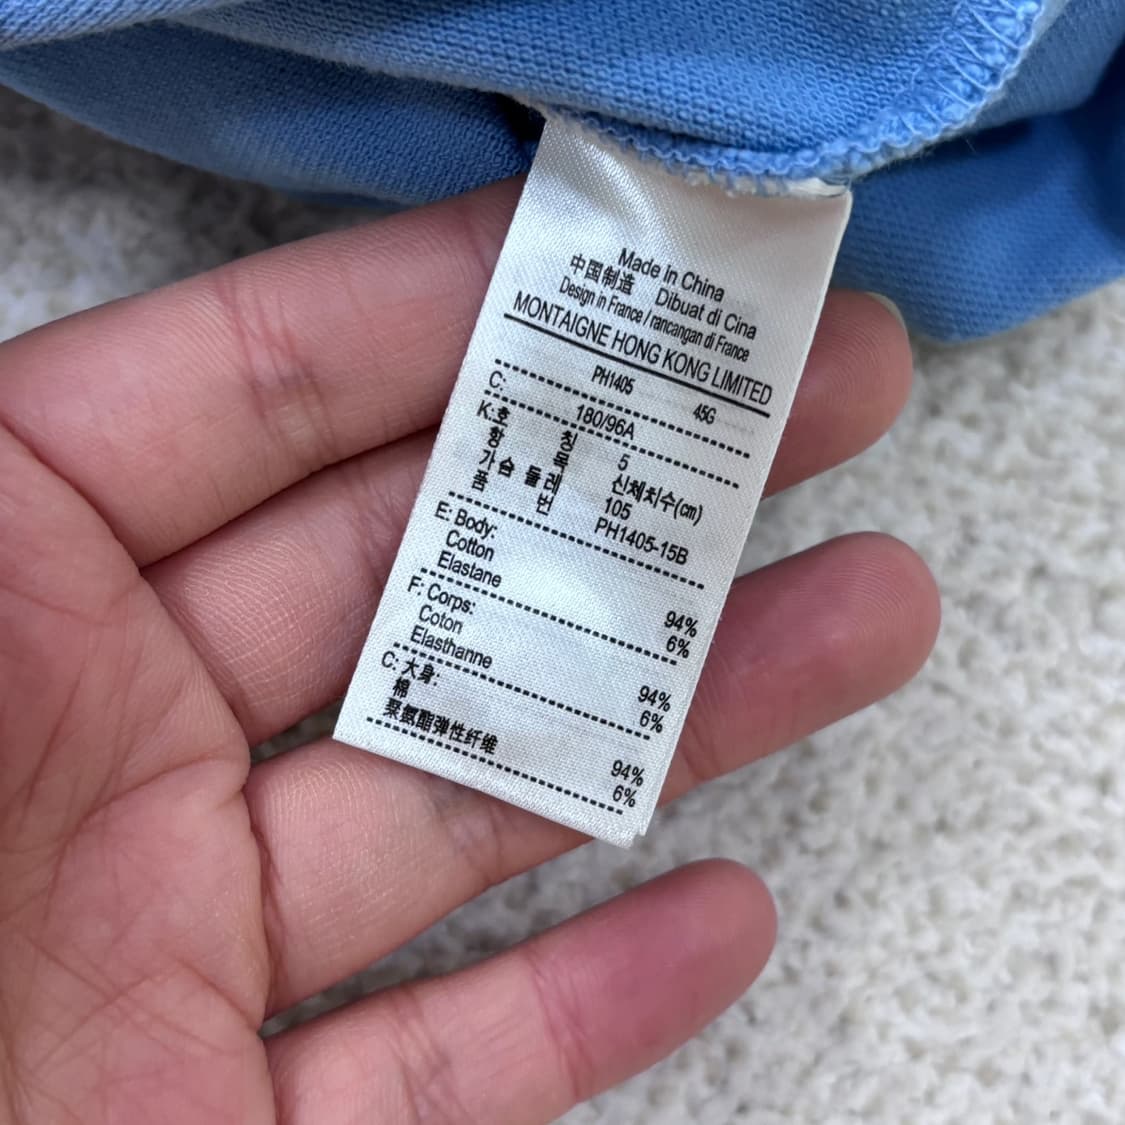 Made In China
中国制造 Dibuat di Cina
Design in France / rancangan di France
MONTAIGNE HONG KONG LIMITED
PH1405 45G
C: 180/96A
K:호 칭 5
항 목 신체치수(cm)
가슴 둘레 105
품 번 PH1405-15B
E: Body:
Cotton 94%
Elastane 6%
F: Corps:
Coton 94%
Elasthanne 6%
C: 大身:
棉 94%
聚氨酯弹性纤维 6%